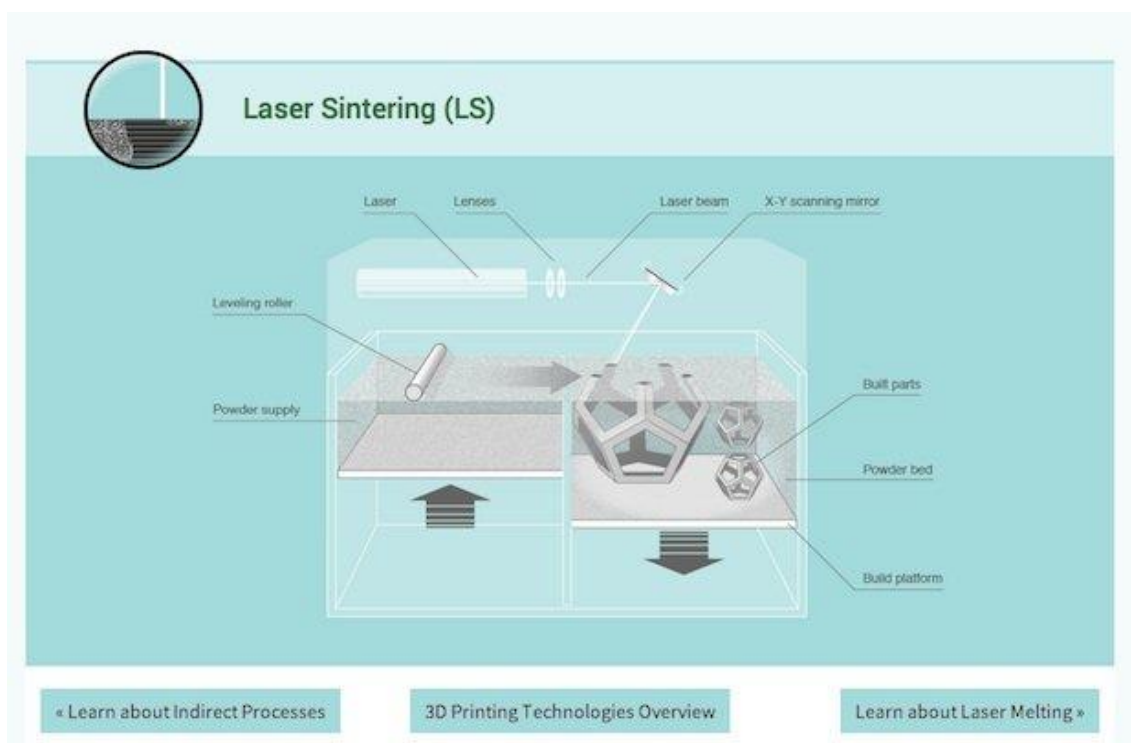 Laser Sintering (LS)
Laser
Lenses
Laser beam
X-Y scanning mirror
Leveling roller
Powder supply
Built parts
Powder bed
Build platform
« Learn about Indirect Processes
3D Printing Technologies Overview
Learn about Laser Melting »